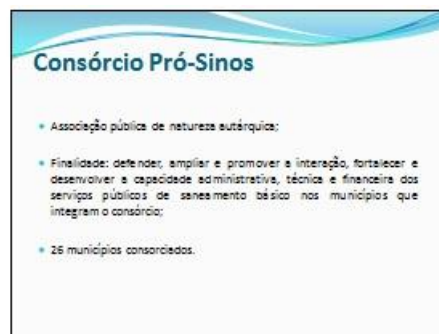 Consórcio Pró-Sinos
• Associação pública de natureza autárquica;
• Finalidade: defender, ampliar e promover a interação, fortalecer e
desenvolver a capacidade administrativa, técnica e financeira dos
serviços públicos de saneamento básico nos municípios que
integram o consórcio;
• 26 municípios consorciados.